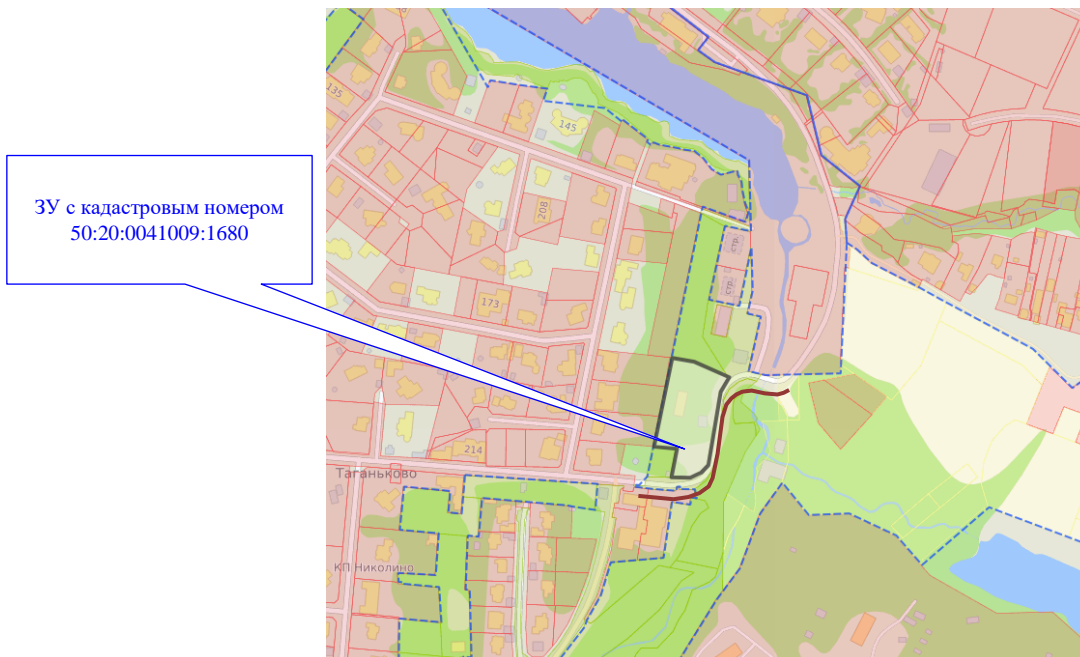 135
145
ЗУ с кадастровым номером
50:20:0041009:1680
208
стр.
стр.
173
214
Таганьково
КП Николино